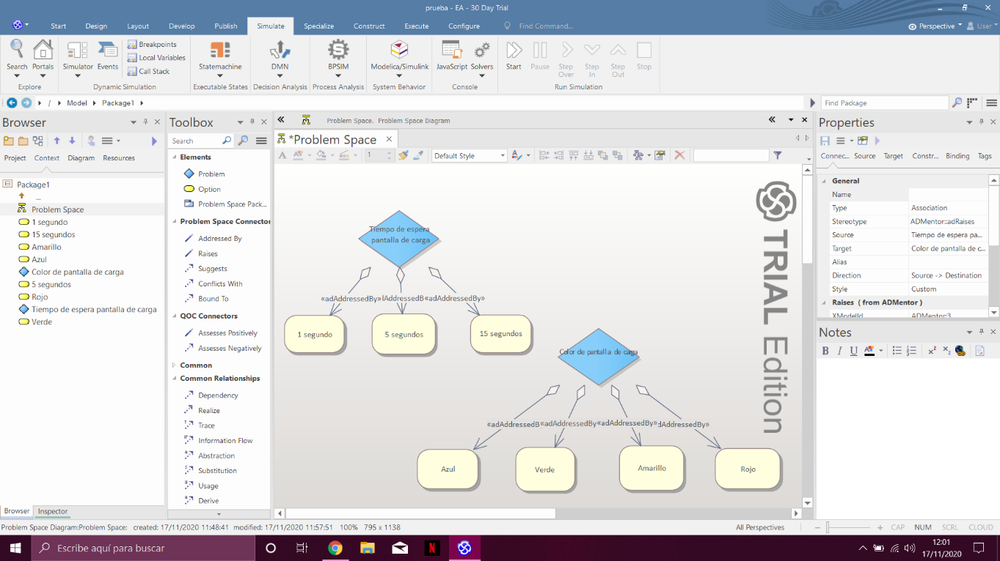 prueba - EA - 30 Day Trial
Start Design Layout Develop Publish Simulate Specialize Construct Execute Configure Find Command... Perspective User
Search Portals Simulator Events Breakpoints Local Variables Call Stack Statemachine DMN BPSIM Modelica/Simulink JavaScript Solvers Start Pause Step Over Step In Step Out Stop
Explore Dynamic Simulation Executable States Decision Analysis Process Analysis System Behavior Console Run Simulation
/ Model Package1 Find Package
Browser
Project Context Diagram Resources
Package1
...
Problem Space
1 segundo
15 segundos
Amarillo
Azul
Color de pantalla de carga
5 segundos
Rojo
Tiempo de espera pantalla de carga
Verde
Browser Inspector
Toolbox
Search
Elements
Problem
Option
Problem Space Pack...
Problem Space Connector
Addressed By
Raises
Suggests
Conflicts With
Bound To
QOC Connectors
Assesses Positively
Assesses Negatively
Common
Common Relationships
Dependency
Realize
Trace
Information Flow
Abstraction
Substitution
Usage
Derive
Problem Space. Problem Space Diagram
*Problem Space
1 Default Style
Tiempo de espera
pantalla de carga
«adAddressedBy» lAddressedB «adAddressedBy»
1 segundo 5 segundos 15 segundos
Color de pantalla de carga
«adAddressedB «adAddressedBy «adAddressedBy» lAddressedBy»
Azul Verde Amarillo Rojo
TRIAL Edition
Properties
Connec... Source Target Constr... Binding Tags
General
Name
Type Association
Stereotype ADMentor::adRaises
Source Tiempo de espera pa...
Target Color de pantalla de c...
Alias
Direction Source -> Destination
Style Custom
Raises ( from ADMentor )
XModelId ADMentor:3
Notes
B I U
Problem Space Diagram:Problem Space: created: 17/11/2020 11:48:41 modified: 17/11/2020 11:57:51 100% 795 x 1138 All Perspectives CAP NUM SCRL CLOUD
Escribe aquí para buscar
12:01
17/11/2020